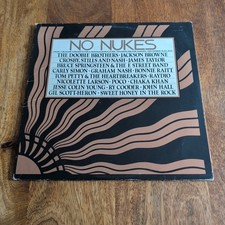 NO NUKES
THE DOOBIE BROTHERS • JACKSON BROWNE
CROSBY, STILLS AND NASH • JAMES TAYLOR
BRUCE SPRINGSTEEN & THE E STREET BAND
CARLY SIMON • GRAHAM NASH • BONNIE RAITT
TOM PETTY & THE HEARTBREAKERS • RAYDIO
NICOLETTE LARSON • POCO • CHAKA KHAN
JESSE COLIN YOUNG • RY COODER • JOHN HALL
GIL SCOTT-HERON • SWEET HONEY IN THE ROCK